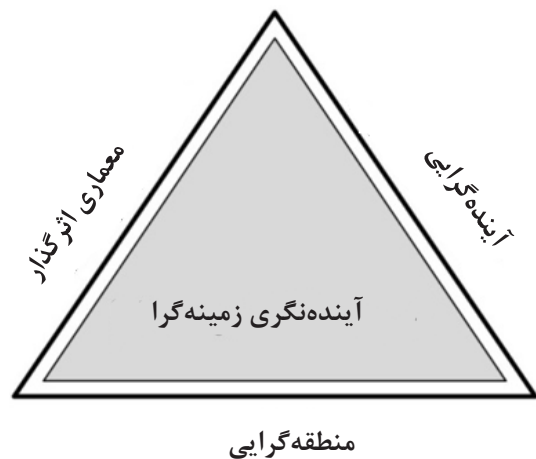 آینده‌گرایی
معماری اثرگذار
آینده‌نگری زمینه‌گرا
منطقه‌گرایی